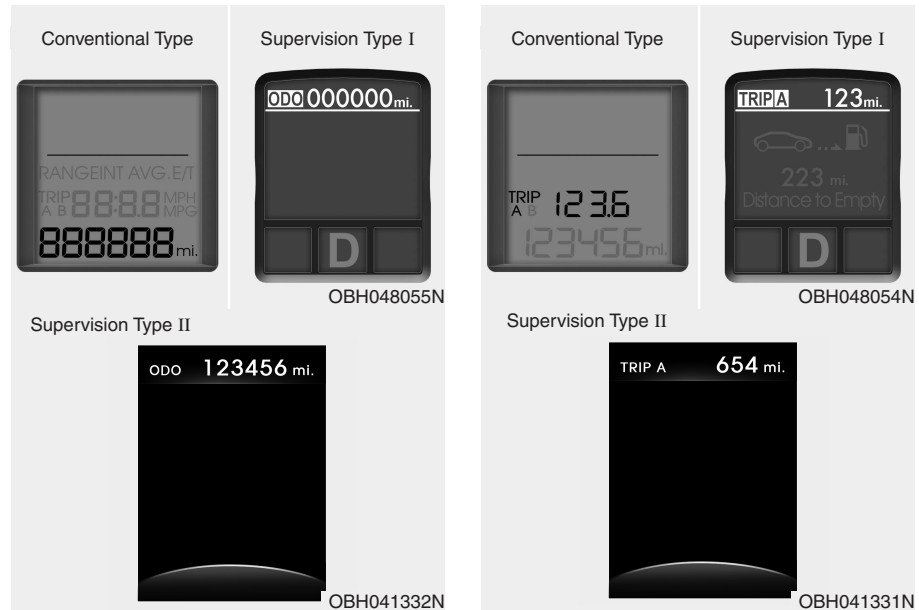 Conventional Type
Supervision Type I
RANGEINT AVG.E/T
TRIP 88:8.8 MPH
A B MPG
888888 mi.
ODO 000000 mi.
D
OBH048055N
Supervision Type II
ODO 123456 mi.
OBH041332N
Conventional Type
Supervision Type I
TRIP
A B 123.6
123456 mi.
TRIP A 123 mi.
223 mi.
Distance to Empty
D
OBH048054N
Supervision Type II
TRIP A 654 mi.
OBH041331N